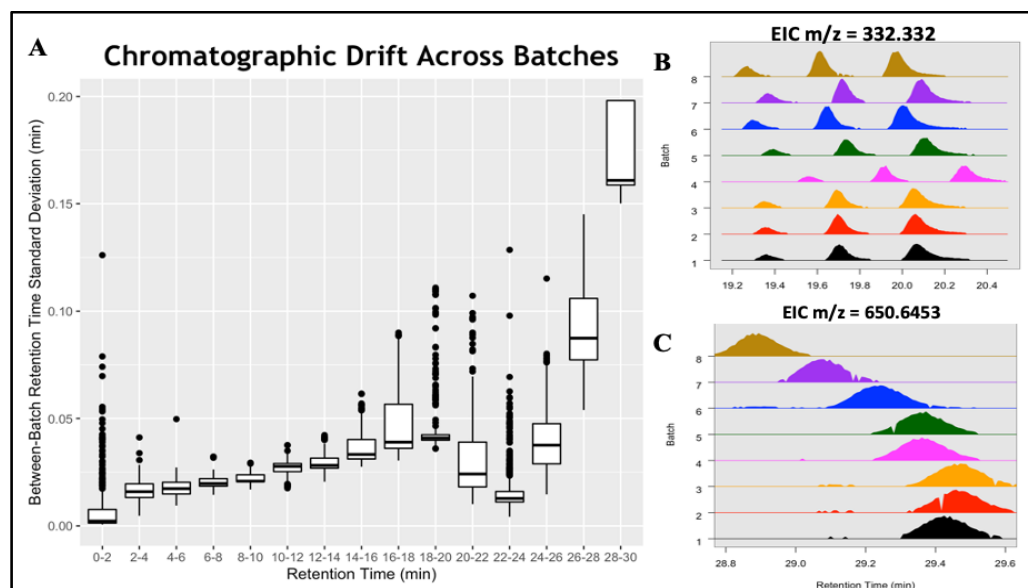 A
Chromatographic Drift Across Batches
Between-Batch Retention Time Standard Deviation (min)
0.20
0.15
0.10
0.05
0.00
0-2 2-4 4-6 6-8 8-10 10-12 12-14 14-16 16-18 18-20 20-22 22-24 24-26 26-28 28-30
Retention Time (min)
EIC m/z = 332.332
B
Batch
8
7
6
5
4
3
2
1
19.2 19.4 19.6 19.8 20.0 20.2 20.4
EIC m/z = 650.6453
C
Batch
8
7
6
5
4
3
2
1
28.8 29.0 29.2 29.4 29.6
Retention Time (min)